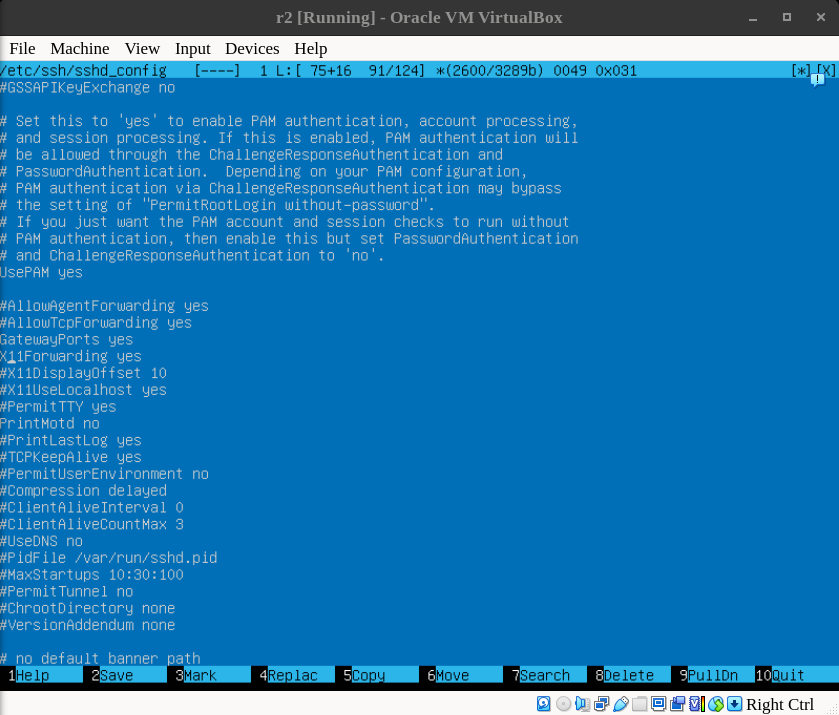 r2 [Running] - Oracle VM VirtualBox
File Machine View Input Devices Help
/etc/ssh/sshd_config [----] 1 L:[ 75+16 91/124] *(2600/3289b) 0049 0x031 [*][X]
#GSSAPIKeyExchange no
# Set this to 'yes' to enable PAM authentication, account processing,
# and session processing. If this is enabled, PAM authentication will
# be allowed through the ChallengeResponseAuthentication and
# PasswordAuthentication.  Depending on your PAM configuration,
# PAM authentication via ChallengeResponseAuthentication may bypass
# the setting of "PermitRootLogin without-password".
# If you just want the PAM account and session checks to run without
# PAM authentication, then enable this but set PasswordAuthentication
# and ChallengeResponseAuthentication to 'no'.
UsePAM yes
#AllowAgentForwarding yes
#AllowTcpForwarding yes
GatewayPorts yes
X11Forwarding yes
#X11DisplayOffset 10
#X11UseLocalhost yes
#PermitTTY yes
PrintMotd no
#PrintLastLog yes
#TCPKeepAlive yes
#PermitUserEnvironment no
#Compression delayed
#ClientAliveInterval 0
#ClientAliveCountMax 3
#UseDNS no
#PidFile /var/run/sshd.pid
#MaxStartups 10:30:100
#PermitTunnel no
#ChrootDirectory none
#VersionAddendum none
# no default banner path
1Help 2Save 3Mark 4Replac 5Copy 6Move 7Search 8Delete 9PullDn 10Quit
Right Ctrl